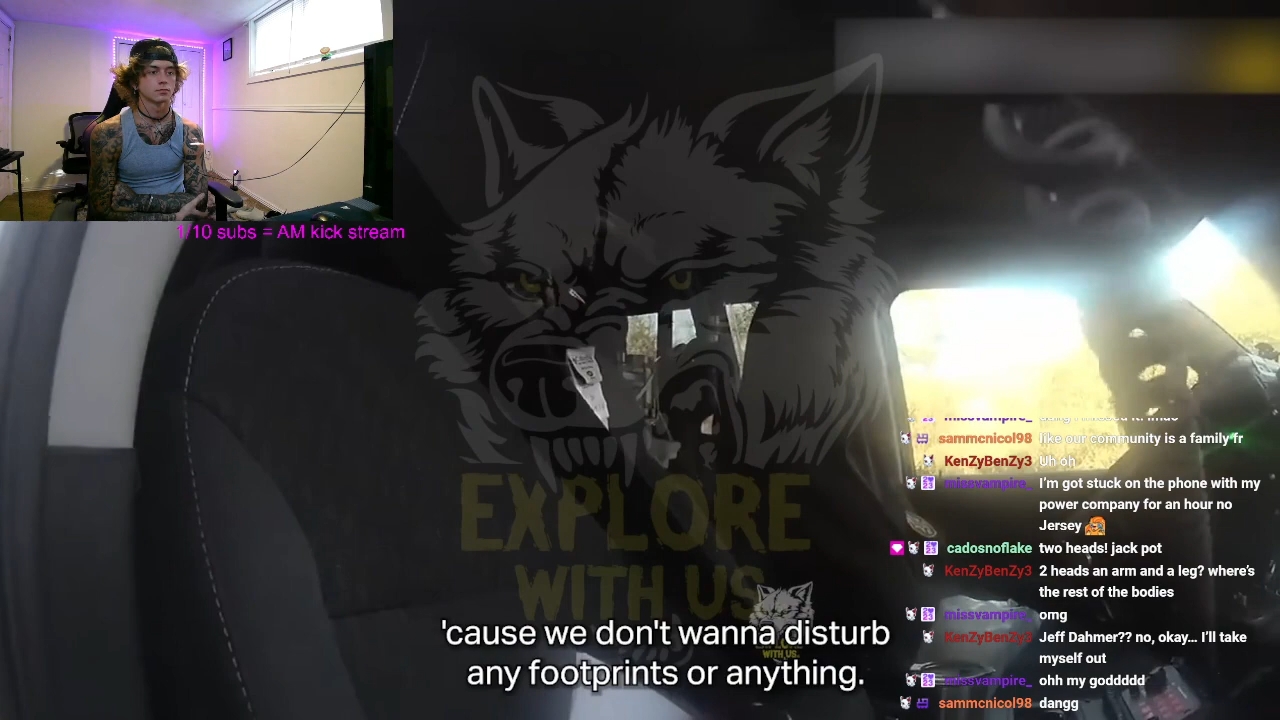 1/10 subs = AM kick stream
EXPLORE
WITH US
'cause we don't wanna disturb
any footprints or anything.
WITH US
missvampire_
sammcnicol98 like our community is a family fr
KenZyBenZy3 Uh oh
missvampire_ I'm got stuck on the phone with my
power company for an hour no
Jersey
cadosnoflake two heads! jack pot
KenZyBenZy3 2 heads an arm and a leg? where's
the rest of the bodies
missvampire_ omg
KenZyBenZy3 Jeff Dahmer?? no, okay... I'll take
myself out
missvampire_ ohh my goddddd
sammcnicol98 dangg